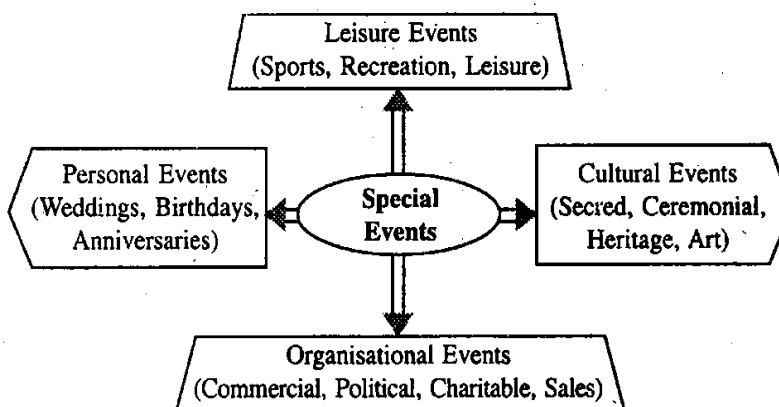 Leisure Events
(Sports, Recreation, Leisure)
Personal Events
(Weddings, Birthdays,
Anniversaries)
Special
Events
Cultural Events
(Secred, Ceremonial,
Heritage, Art)
Organisational Events
(Commercial, Political, Charitable, Sales)